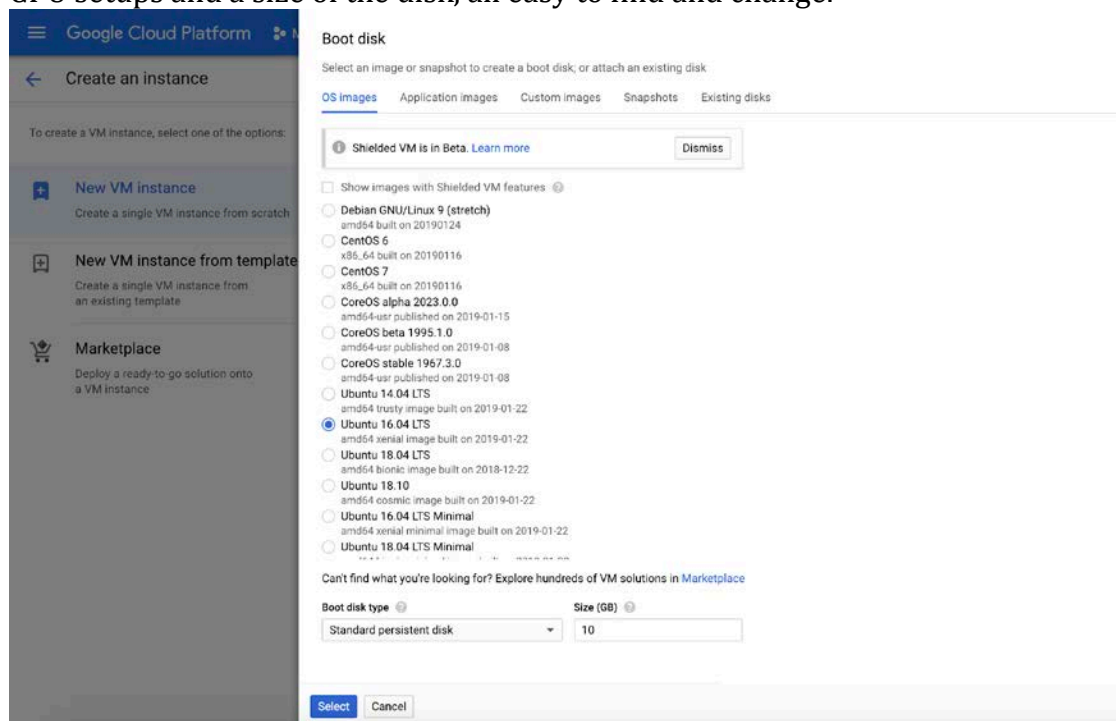 setups and a size of the disk, all easy to find and change.
Google Cloud Platform
Boot disk
Select an image or snapshot to create a boot disk; or attach an existing disk
Create an instance
OS images Application images Custom images Snapshots Existing disks
To create a VM instance, select one of the options:
Shielded VM is in Beta. Learn more Dismiss
Show images with Shielded VM features
New VM instance
Create a single VM instance from scratch
New VM instance from template
Create a single VM instance from
an existing template
Marketplace
Deploy a ready-to-go solution onto
a VM instance
Debian GNU/Linux 9 (stretch)
amd64 built on 20190124
CentOS 6
x86_64 built on 20190116
CentOS 7
x86_64 built on 20190116
CoreOS alpha 2023.0.0
amd64-usr published on 2019-01-15
CoreOS beta 1995.1.0
amd64-usr published on 2019-01-08
CoreOS stable 1967.3.0
amd64-usr published on 2019-01-08
Ubuntu 14.04 LTS
amd64 trusty image built on 2019-01-22
Ubuntu 16.04 LTS
amd64 xenial image built on 2019-01-22
Ubuntu 18.04 LTS
amd64 bionic image built on 2018-12-22
Ubuntu 18.10
amd64 cosmic image built on 2019-01-22
Ubuntu 16.04 LTS Minimal
amd64 xenial minimal image built on 2019-01-22
Ubuntu 18.04 LTS Minimal
Can't find what you're looking for? Explore hundreds of VM solutions in Marketplace
Boot disk type Size (GB)
Standard persistent disk 10
Select Cancel